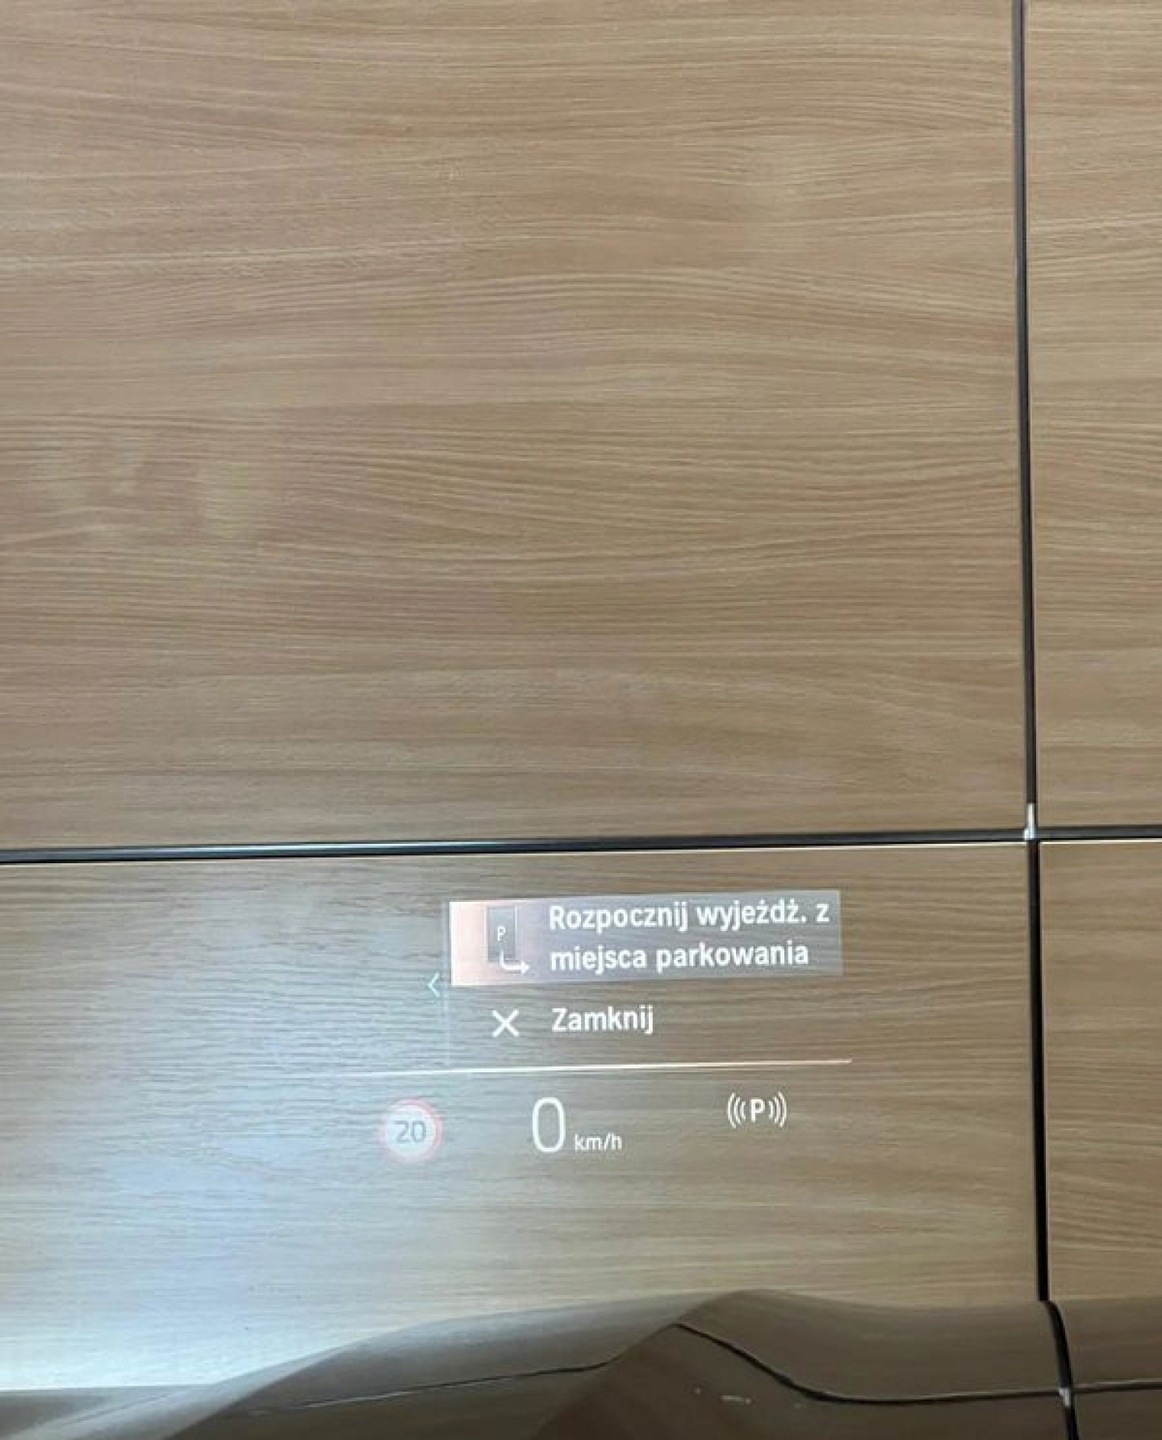 P
Rozpocznij wyjeżdż. z
miejsca parkowania
Zamknij
20
0 km/h
P